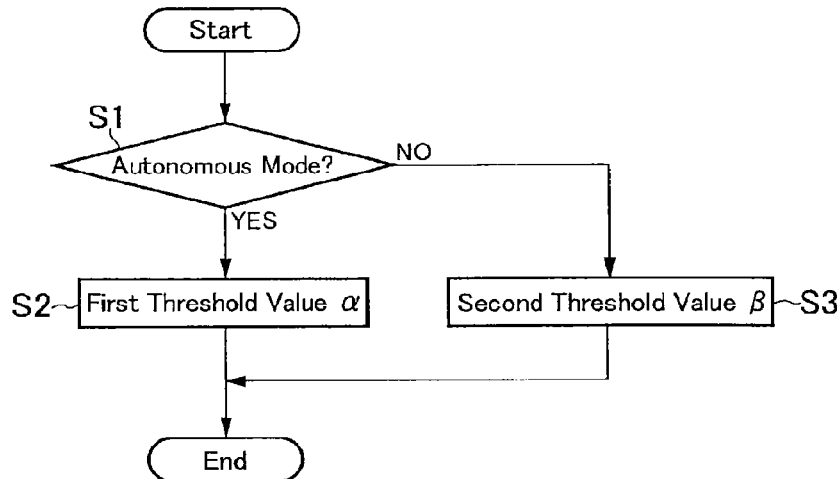 Start
S1
Autonomous Mode?
NO
YES
S2
First Threshold Value α
Second Threshold Value β
S3
End